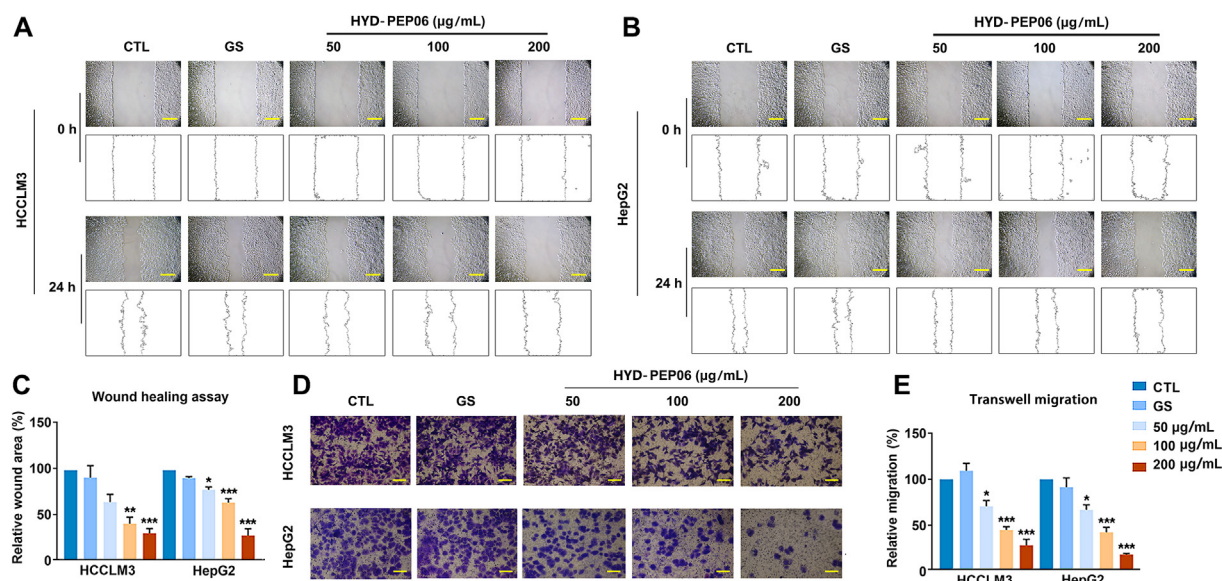 A
HYD-PEP06 (µg/mL)
CTL GS 50 100 200
HCCLM3
0 h
24 h
B
HYD-PEP06 (µg/mL)
CTL GS 50 100 200
HepG2
0 h
24 h
C
Wound healing assay
Relative wound area (%)
150
100
50
0
* ** *** *** ***
HCCLM3 HepG2
D
HYD-PEP06 (µg/mL)
CTL GS 50 100 200
HCCLM3
HepG2
E
Transwell migration
Relative migration (%)
150
100
50
0
* *** *** * *** ***
HCCLM3 HepG2
CTL
GS
50 µg/mL
100 µg/mL
200 µg/mL